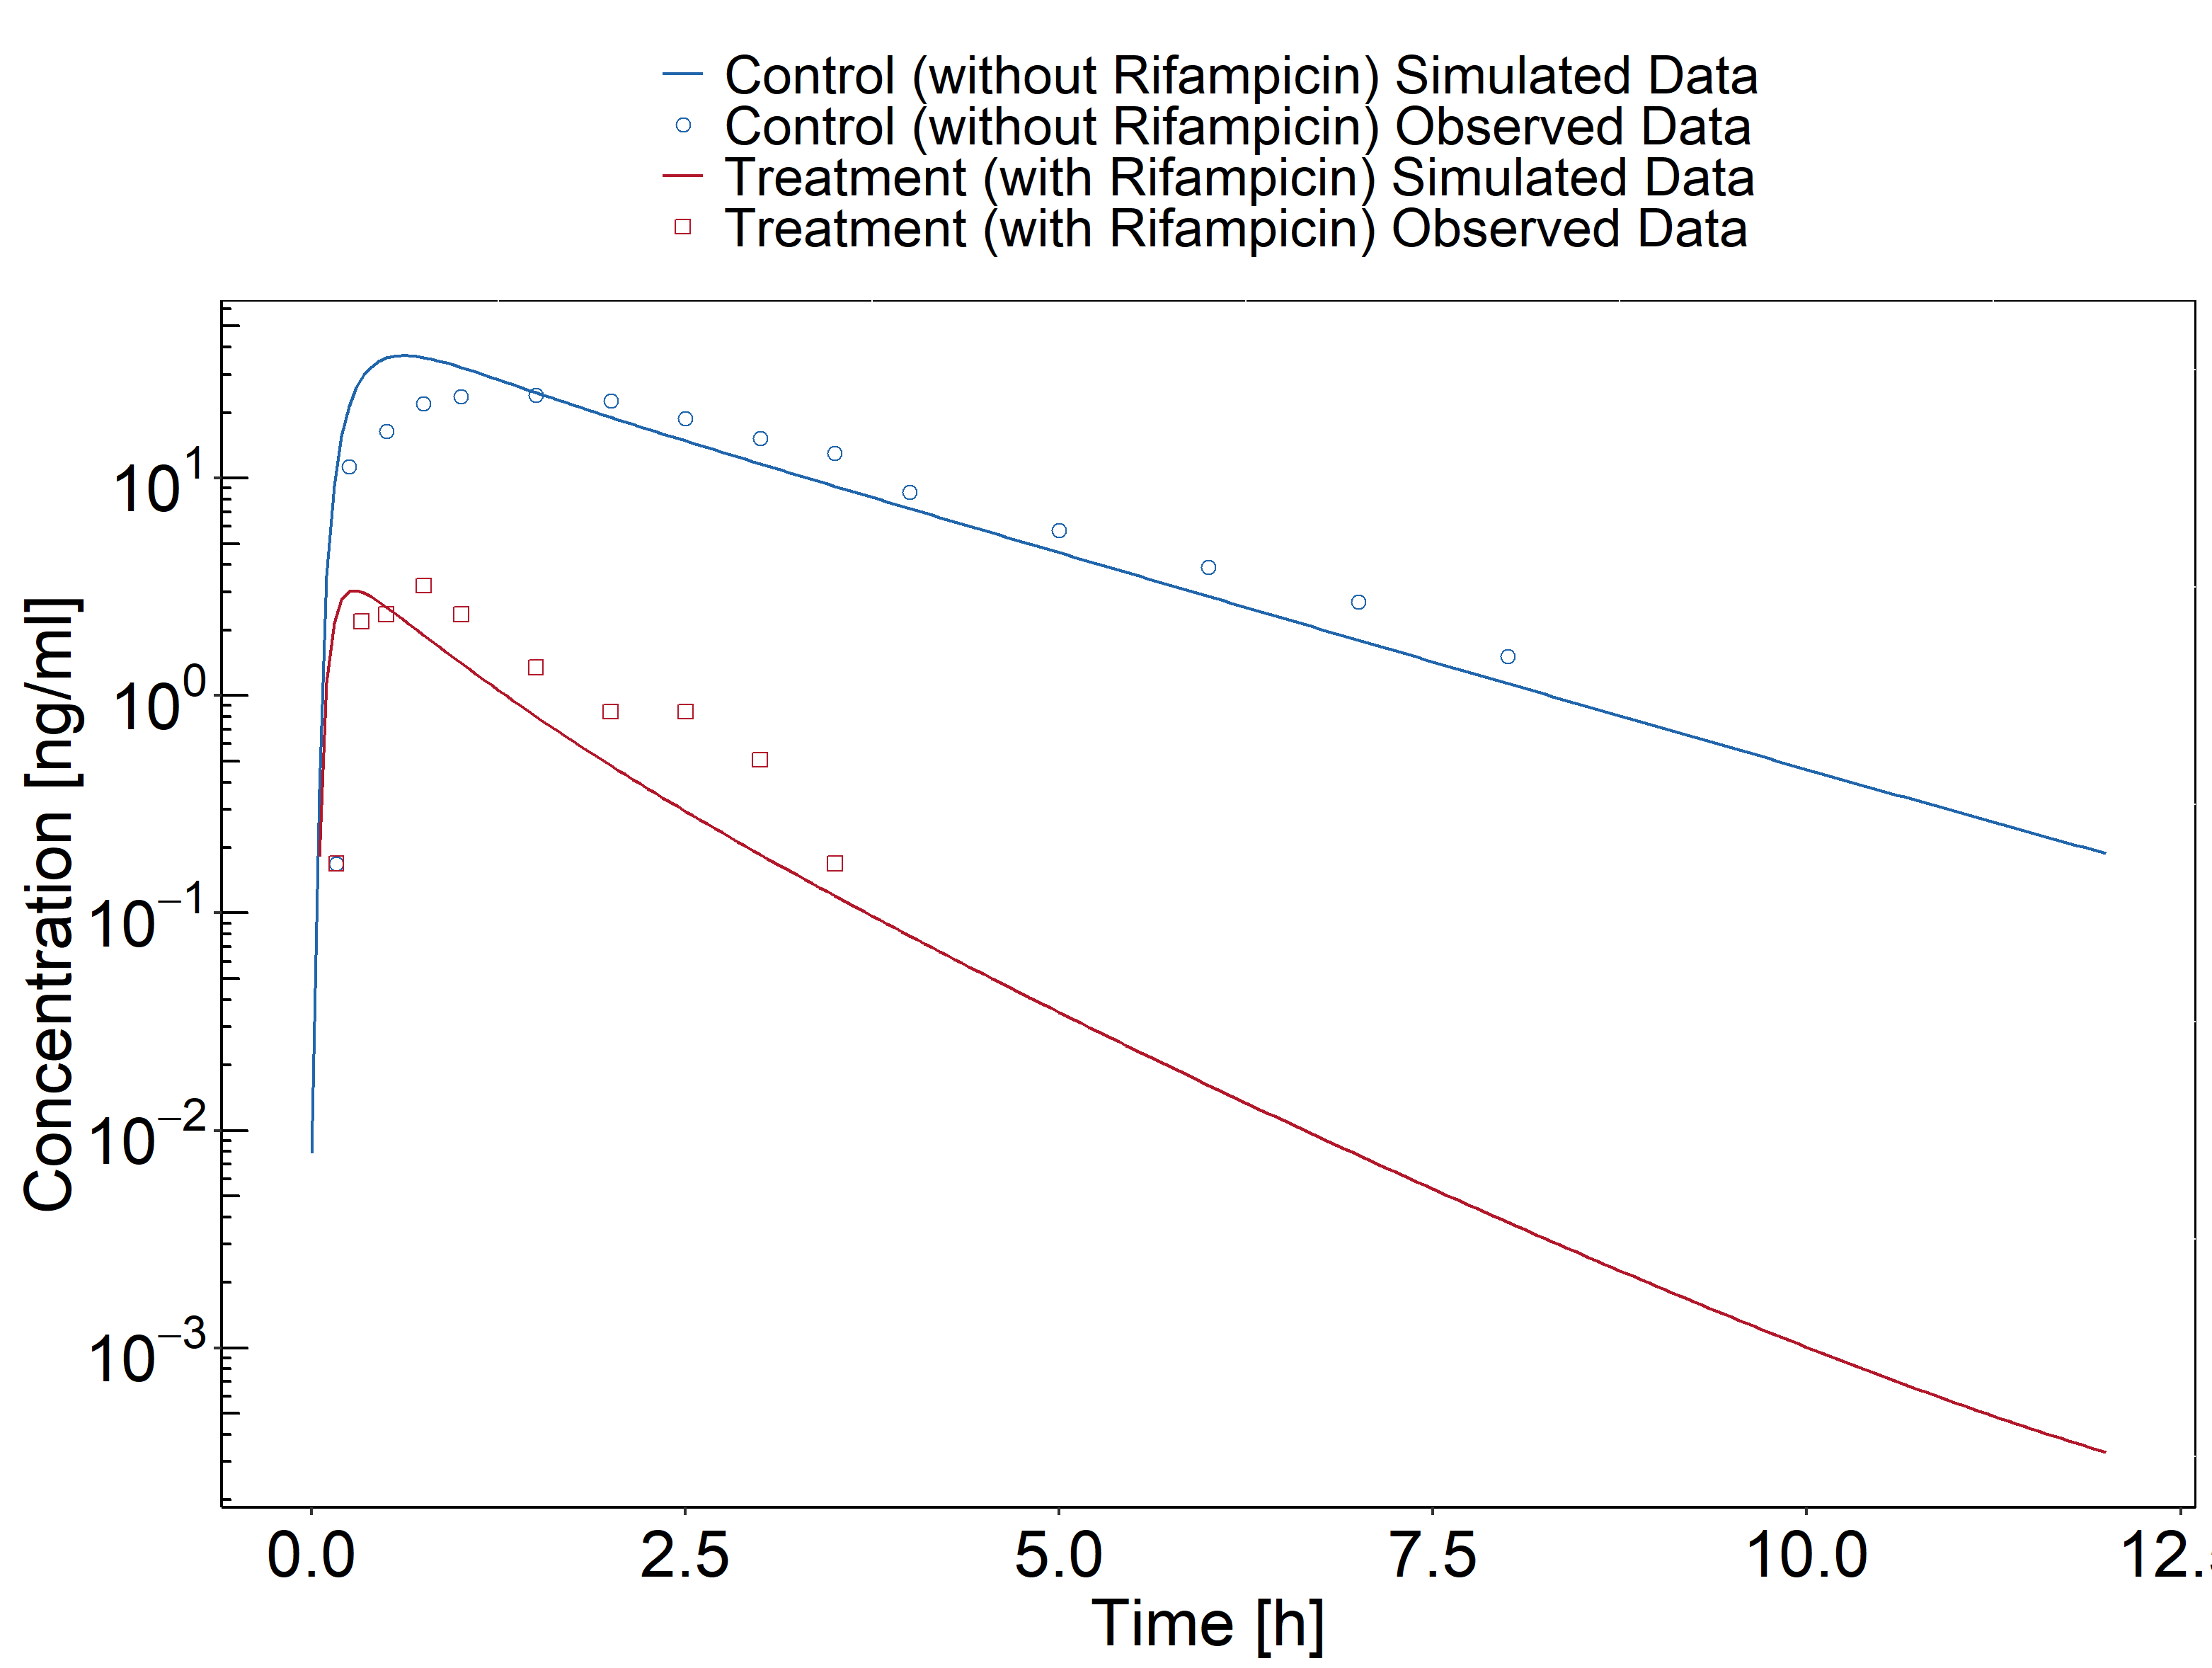 Control (without Rifampicin) Simulated Data
Control (without Rifampicin) Observed Data
Treatment (with Rifampicin) Simulated Data
Treatment (with Rifampicin) Observed Data
Concentration [ng/ml]
10¹
10⁰
10⁻¹
10⁻²
10⁻³
0.0 2.5 5.0 7.5 10.0
Time [h]